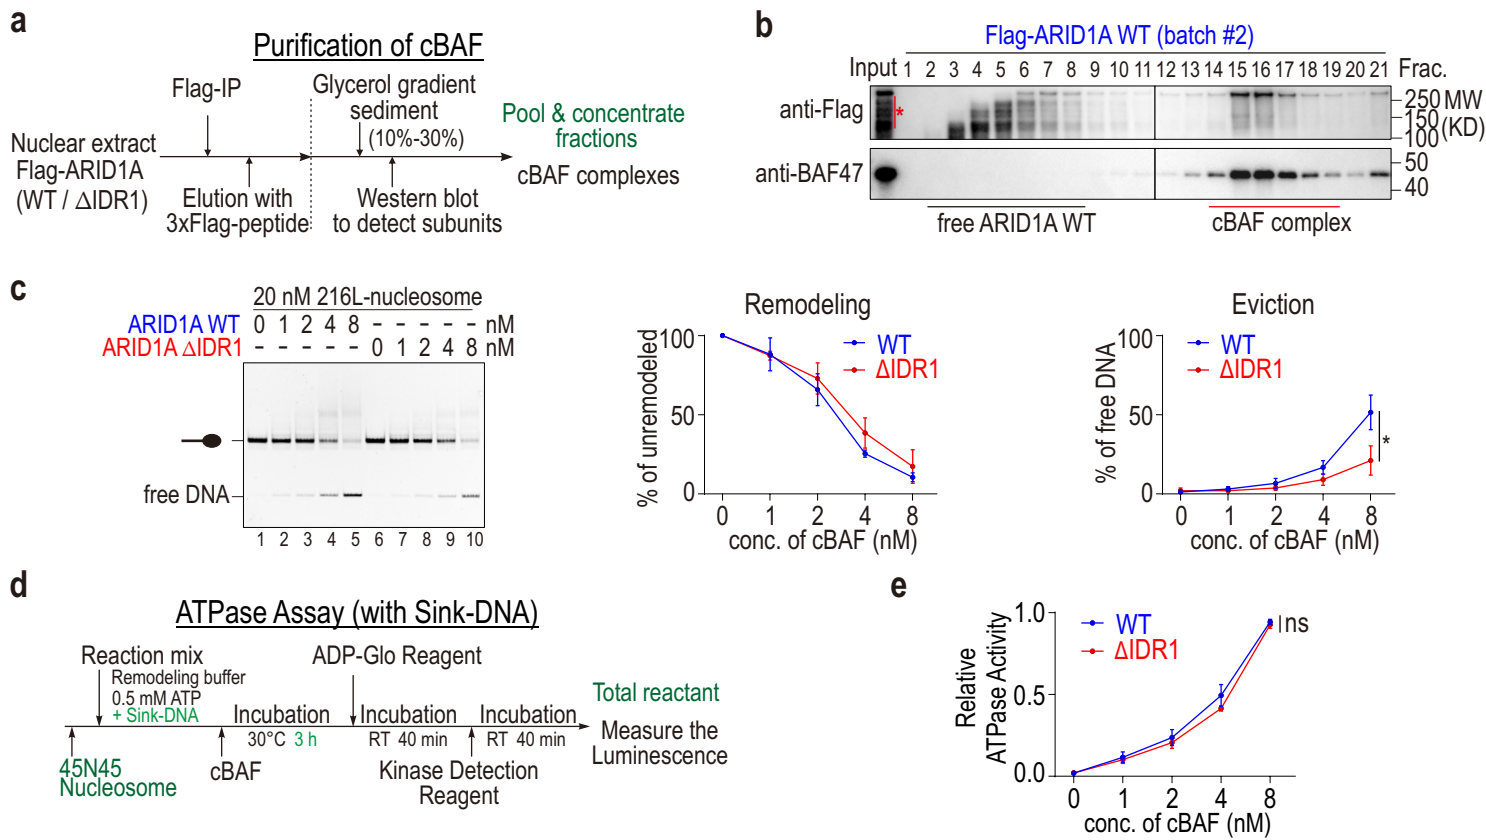 a
Purification of cBAF
Flag-IP
Glycerol gradient
sediment
(10%-30%)
Pool & concentrate
fractions
Nuclear extract
Flag-ARID1A
(WT / ΔIDR1)
cBAF complexes
Elution with
3xFlag-peptide
Western blot
to detect subunits
b
Flag-ARID1A WT (batch #2)
Input 1 2 3 4 5 6 7 8 9 10 11 12 13 14 15 16 17 18 19 20 21 Frac.
anti-Flag
*
250 MW
150 (KD)
100
anti-BAF47
50
40
free ARID1A WT
cBAF complex
c
20 nM 216L-nucleosome
ARID1A WT 0 1 2 4 8 – – – – – nM
ARID1A ΔIDR1 – – – – – 0 1 2 4 8 nM
free DNA
1 2 3 4 5 6 7 8 9 10
Remodeling
% of unremodeled
100
50
0
WT
ΔIDR1
0 1 2 4 8
conc. of cBAF (nM)
Eviction
% of free DNA
100
50
0
WT
ΔIDR1
*
0 1 2 4 8
conc. of cBAF (nM)
d
ATPase Assay (with Sink-DNA)
Reaction mix
Remodeling buffer
0.5 mM ATP
+ Sink-DNA
ADP-Glo Reagent
Total reactant
Incubation
30°C 3 h
Incubation
RT 40 min
Incubation
RT 40 min
Measure the
Luminescence
45N45
Nucleosome
cBAF
Kinase Detection
Reagent
e
Relative
ATPase Activity
1.0
0.5
0.0
WT
ΔIDR1
ns
0 1 2 4 8
conc. of cBAF (nM)